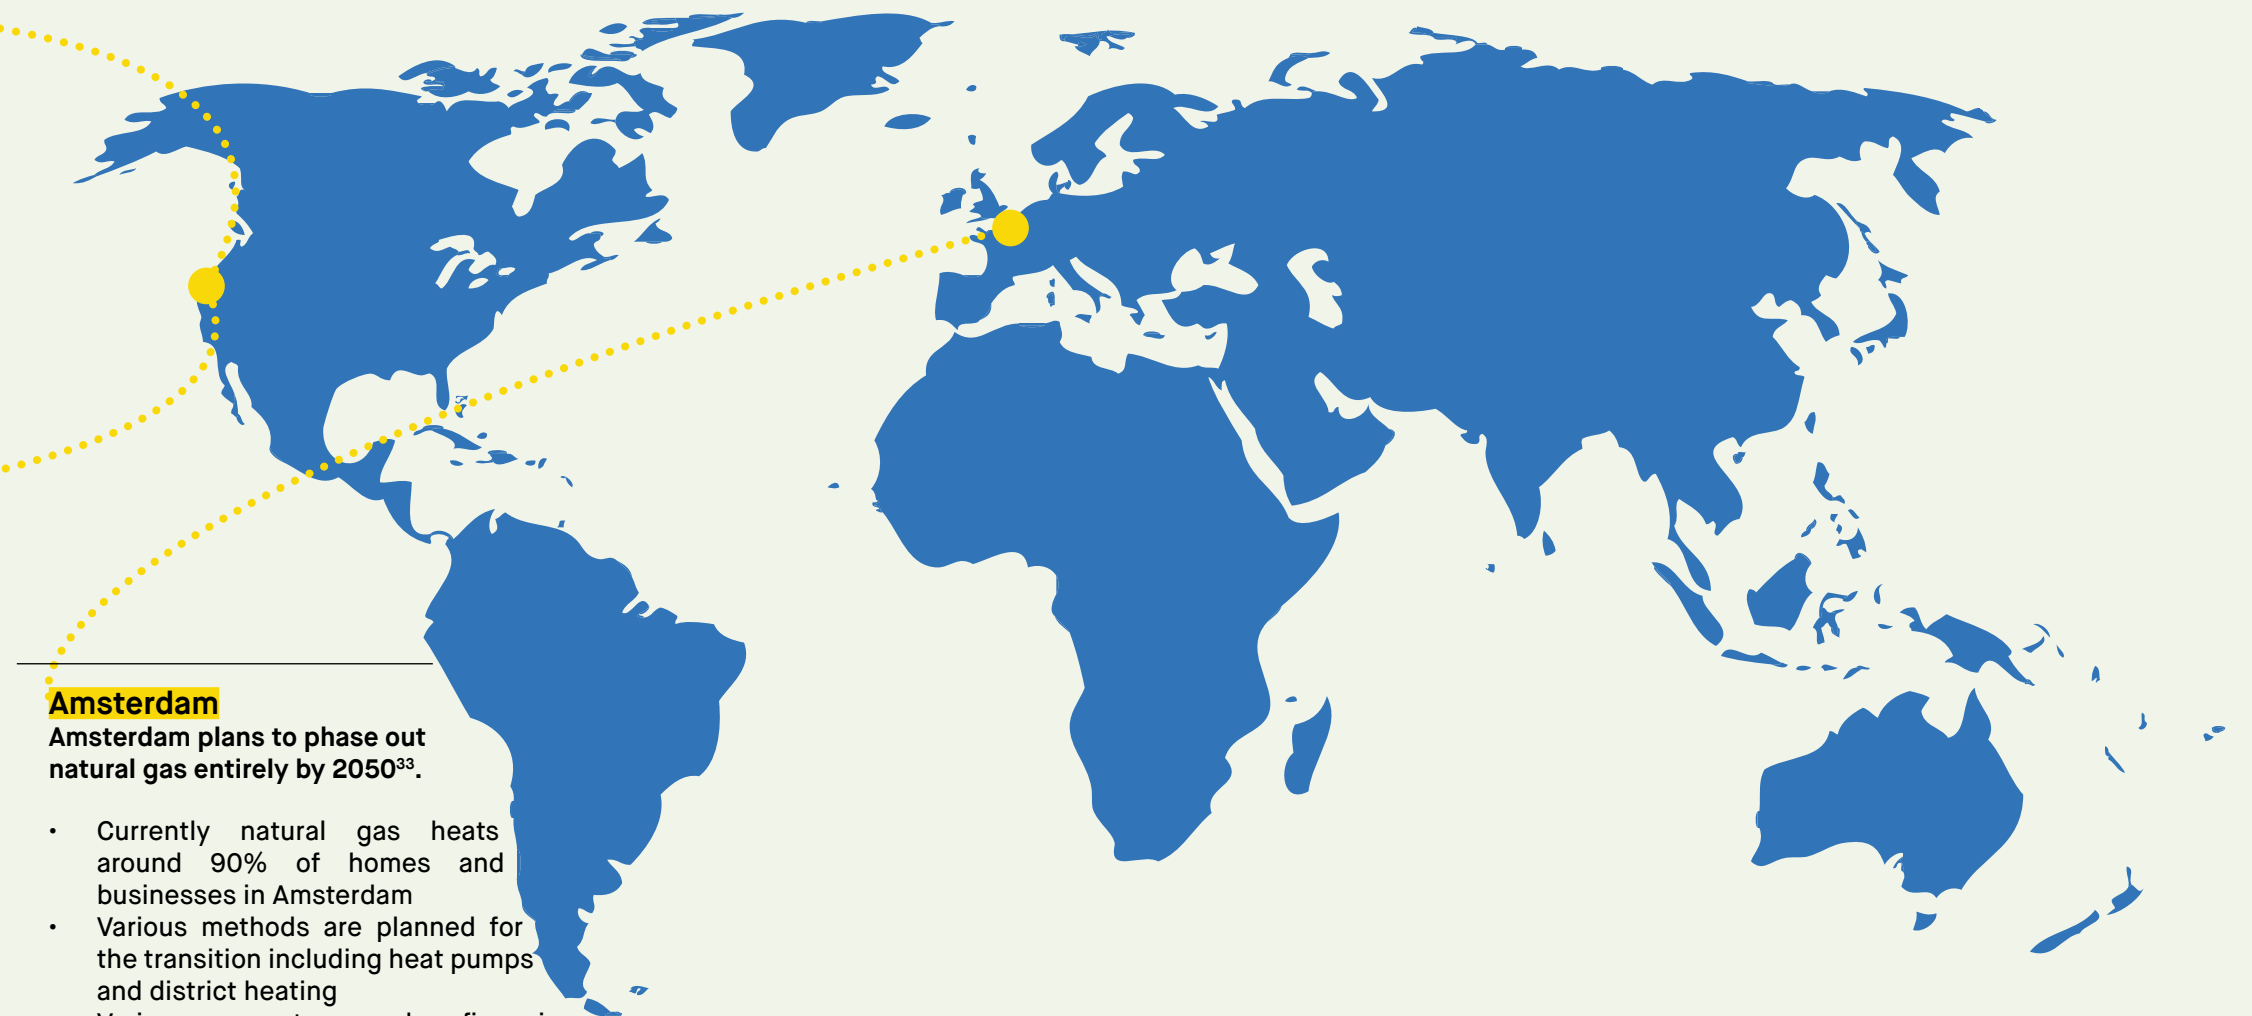 Amsterdam
Amsterdam plans to phase out
natural gas entirely by 2050³³.
• Currently natural gas heats
around 90% of homes and
businesses in Amsterdam
• Various methods are planned for
the transition including heat pumps
and district heating